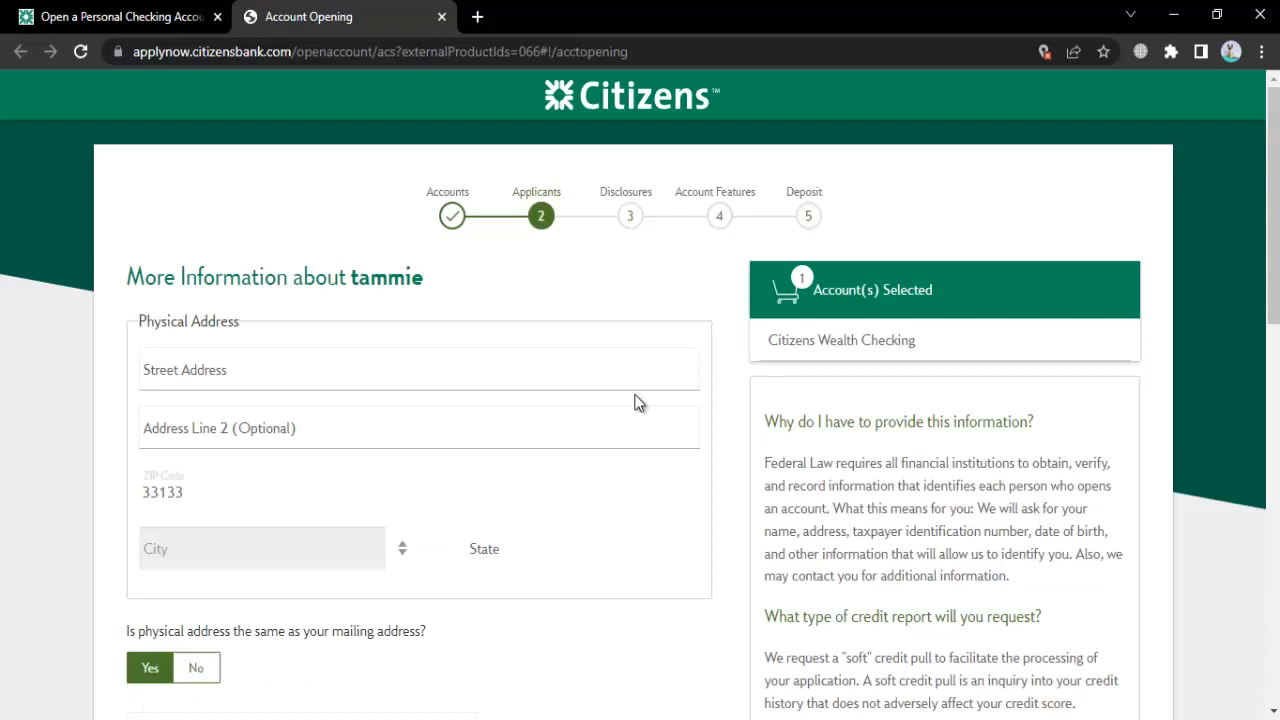 Open a Personal Checking Accou
Account Opening
applynow.citizensbank.com/openaccount/acs?externalProductIds=066#!/acctopening
Citizens™
Accounts
Applicants
Disclosures
Account Features
Deposit
2
3
4
5
More Information about tammie
Physical Address
Street Address
Address Line 2 (Optional)
ZIP Code
33133
City
State
Is physical address the same as your mailing address?
Yes
No
1
Account(s) Selected
Citizens Wealth Checking
Why do I have to provide this information?
Federal Law requires all financial institutions to obtain, verify,
and record information that identifies each person who opens
an account. What this means for you: We will ask for your
name, address, taxpayer identification number, date of birth,
and other information that will allow us to identify you. Also, we
may contact you for additional information.
What type of credit report will you request?
We request a "soft" credit pull to facilitate the processing of
your application. A soft credit pull is an inquiry into your credit
history that does not adversely affect your credit score.